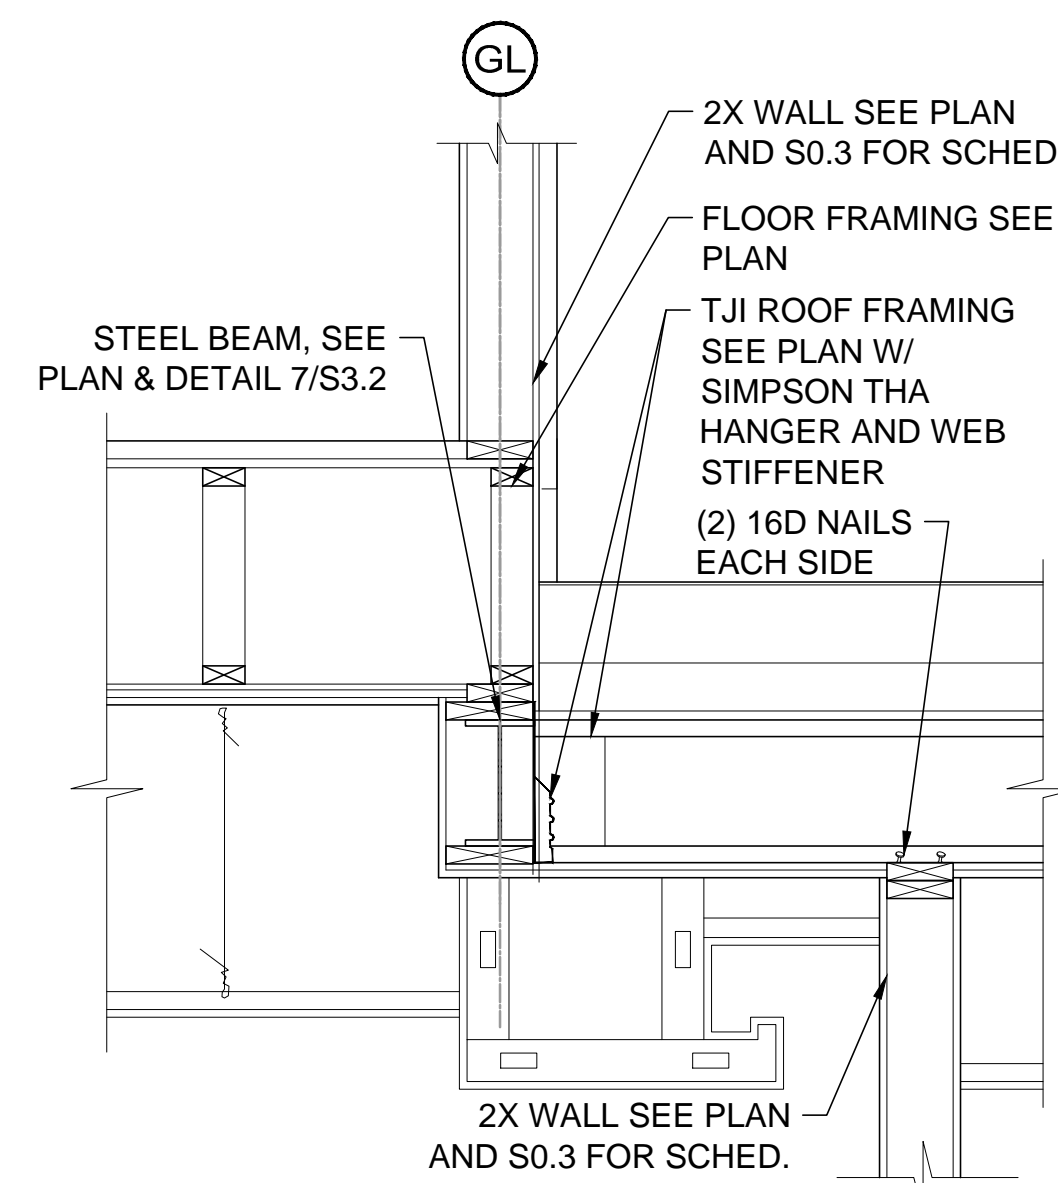 GL
2X WALL SEE PLAN
AND S0.3 FOR SCHED
FLOOR FRAMING SEE
PLAN
TJI ROOF FRAMING
SEE PLAN W/
SIMPSON THA
HANGER AND WEB
STIFFENER
STEEL BEAM, SEE
PLAN & DETAIL 7/S3.2
(2) 16D NAILS
EACH SIDE
2X WALL SEE PLAN
AND S0.3 FOR SCHED.